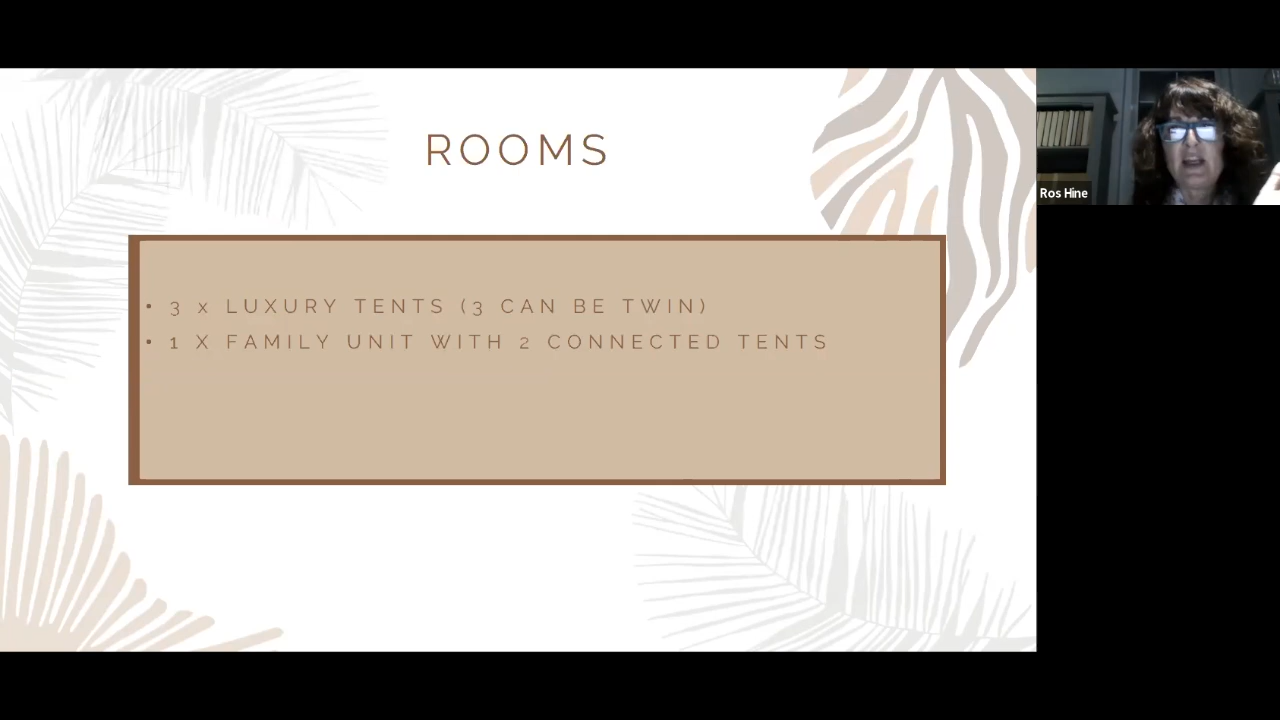 ROOMS
• 3 x LUXURY TENTS (3 CAN BE TWIN)
• 1 X FAMILY UNIT WITH 2 CONNECTED TENTS
Ros Hine